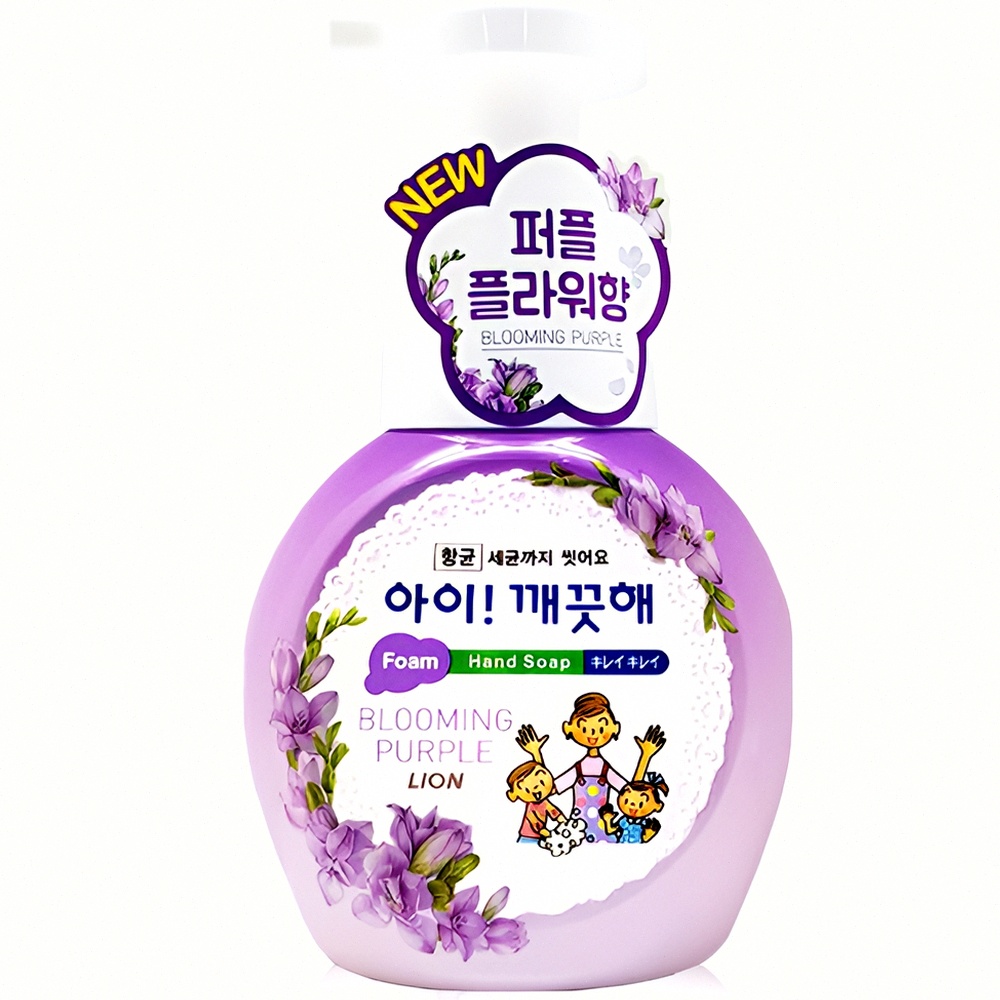 NEW
퍼플
플라워향
BLOOMING PURPLE
항균 세균까지 씻어요
아이! 깨끗해
Foam Hand Soap キレイキレイ
BLOOMING
PURPLE
LION